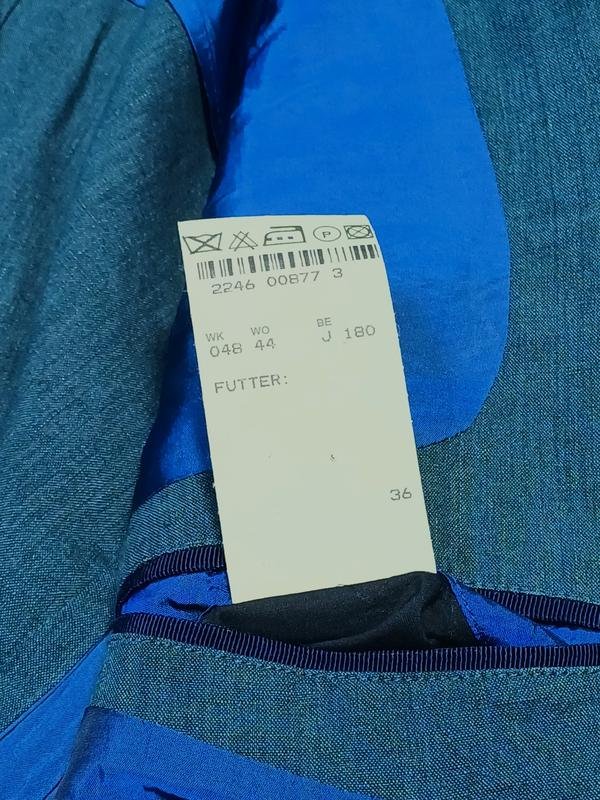 P
2246 00877 3
WK WO BE
048 44 J 180
FUTTER:
36